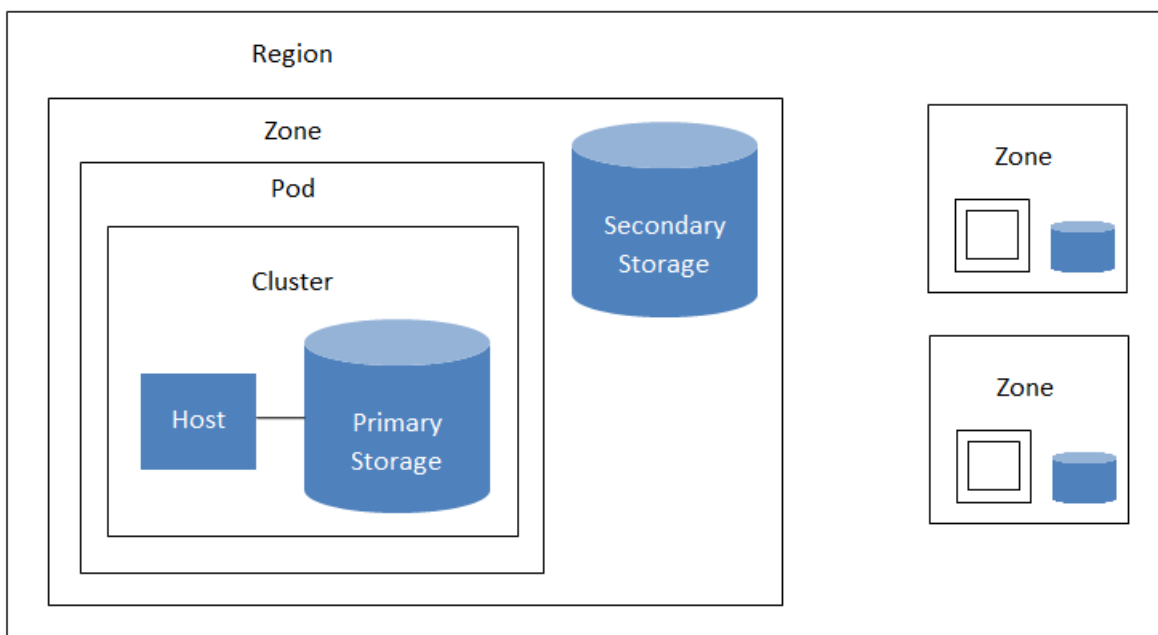 Region
Zone
Pod
Cluster
Host
Primary
Storage
Secondary
Storage
Zone
Zone